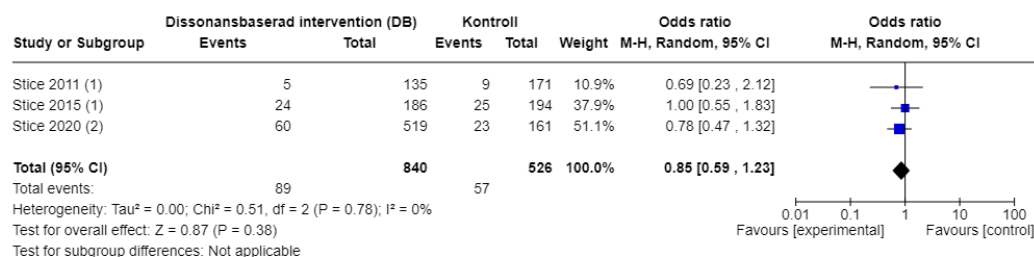 Dissonansbaserad intervention (DB) Kontroll Odds ratio Odds ratio
Study or Subgroup Events Total Events Total Weight M-H, Random, 95% CI M-H, Random, 95% CI
Stice 2011 (1) 5 135 9 171 10.9% 0.69 [0.23 , 2.12]
Stice 2015 (1) 24 186 25 194 37.9% 1.00 [0.55 , 1.83]
Stice 2020 (2) 60 519 23 161 51.1% 0.78 [0.47 , 1.32]
Total (95% CI) 840 526 100.0% 0.85 [0.59 , 1.23]
Total events: 89 57
Heterogeneity: Tau² = 0.00; Chi² = 0.51, df = 2 (P = 0.78); I² = 0%
0.01 0.1 1 10 100
Test for overall effect: Z = 0.87 (P = 0.38) Favours [experimental] Favours [control]
Test for subgroup differences: Not applicable